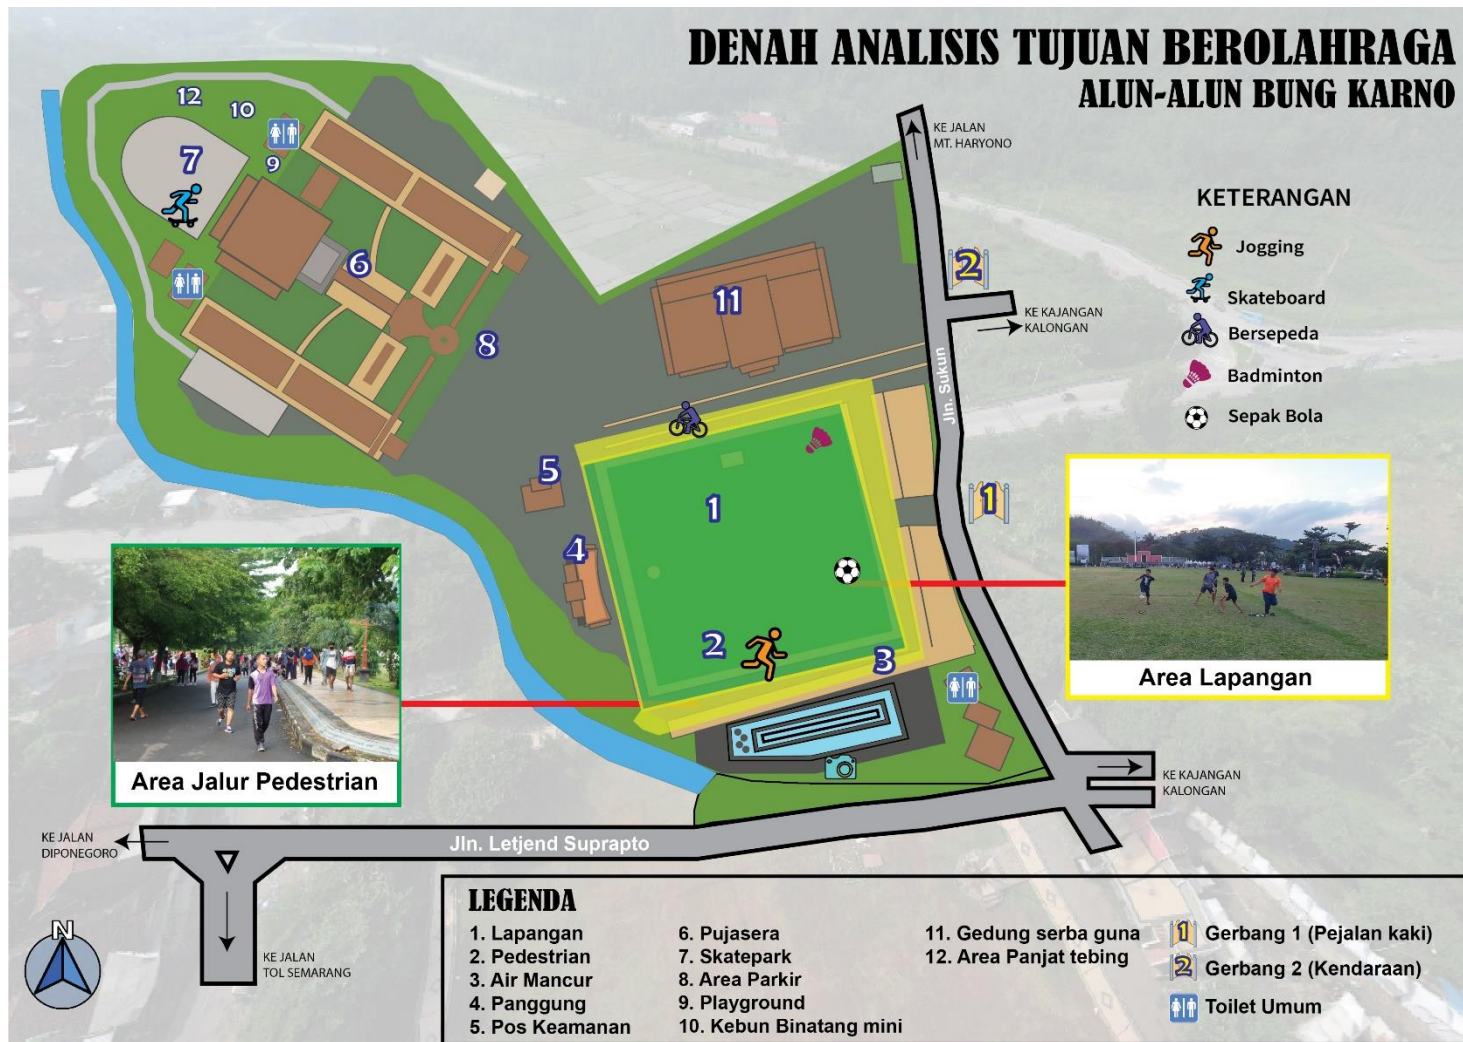 DENAH ANALISIS TUJUAN BEROLAHRAGA
ALUN-ALUN BUNG KARNO
12
10
9
7
6
8
11
5
4
1
2
3
KE JALAN
MT. HARYONO
2
KE KAJANGAN
KALONGAN
Jln. Sukun
1
KETERANGAN
Jogging
Skateboard
Bersepeda
Badminton
Sepak Bola
Area Lapangan
Area Jalur Pedestrian
KE JALAN
DIPONEGORO
Jln. Letjend Suprapto
KE KAJANGAN
KALONGAN
KE JALAN
TOL SEMARANG
N
LEGENDA
1. Lapangan
2. Pedestrian
3. Air Mancur
4. Panggung
5. Pos Keamanan
6. Pujasera
7. Skatepark
8. Area Parkir
9. Playground
10. Kebun Binatang mini
11. Gedung serba guna
12. Area Panjat tebing
1 Gerbang 1 (Pejalan kaki)
2 Gerbang 2 (Kendaraan)
Toilet Umum